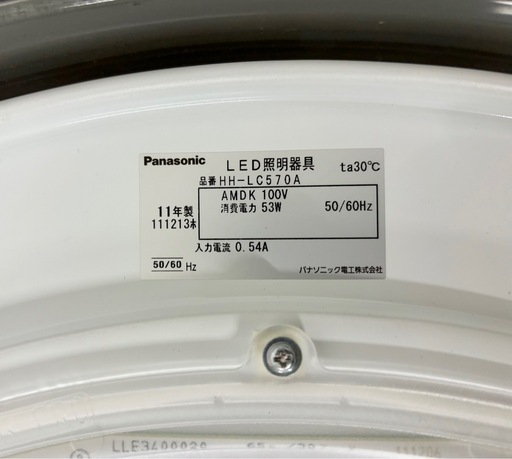 Panasonic LED照明器具 ta30℃
品番 HH-LC570A
AMDK 100V
11年製 消費電力 53W 50/60Hz
111213末
入力電流 0.54A
50/60 Hz パナソニック電工株式会社